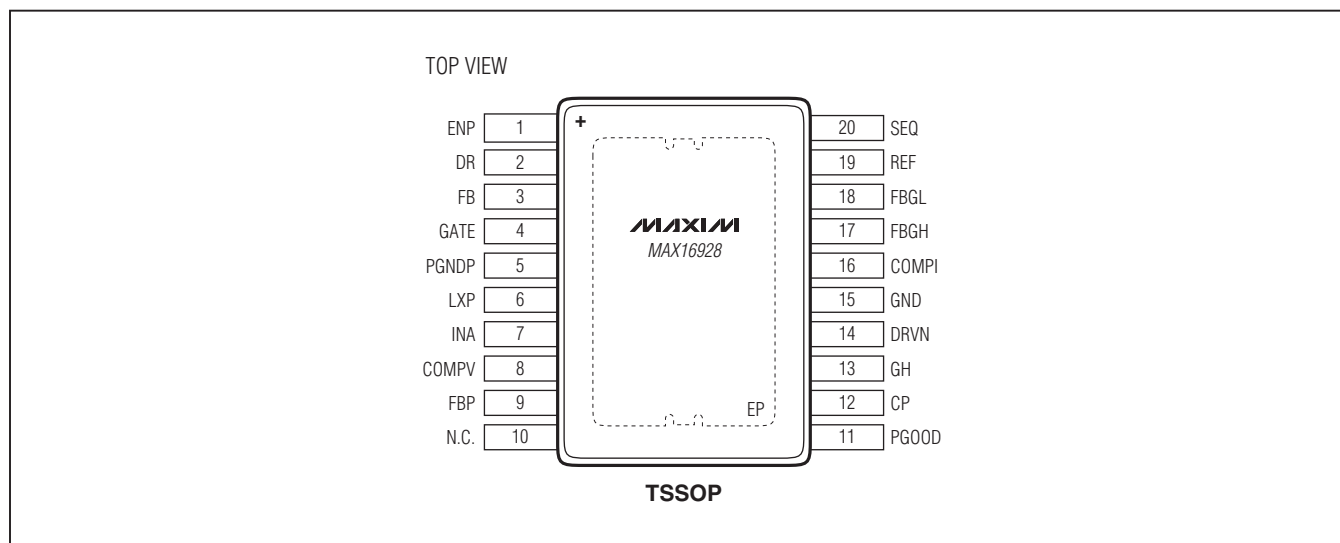 TOP VIEW
ENP 1
DR 2
FB 3
GATE 4
PGNDP 5
LXP 6
INA 7
COMPV 8
FBP 9
N.C. 10
+
MAXIM
MAX16928
EP
20 SEQ
19 REF
18 FBGL
17 FBGH
16 COMPI
15 GND
14 DRVN
13 GH
12 CP
11 PGOOD
TSSOP